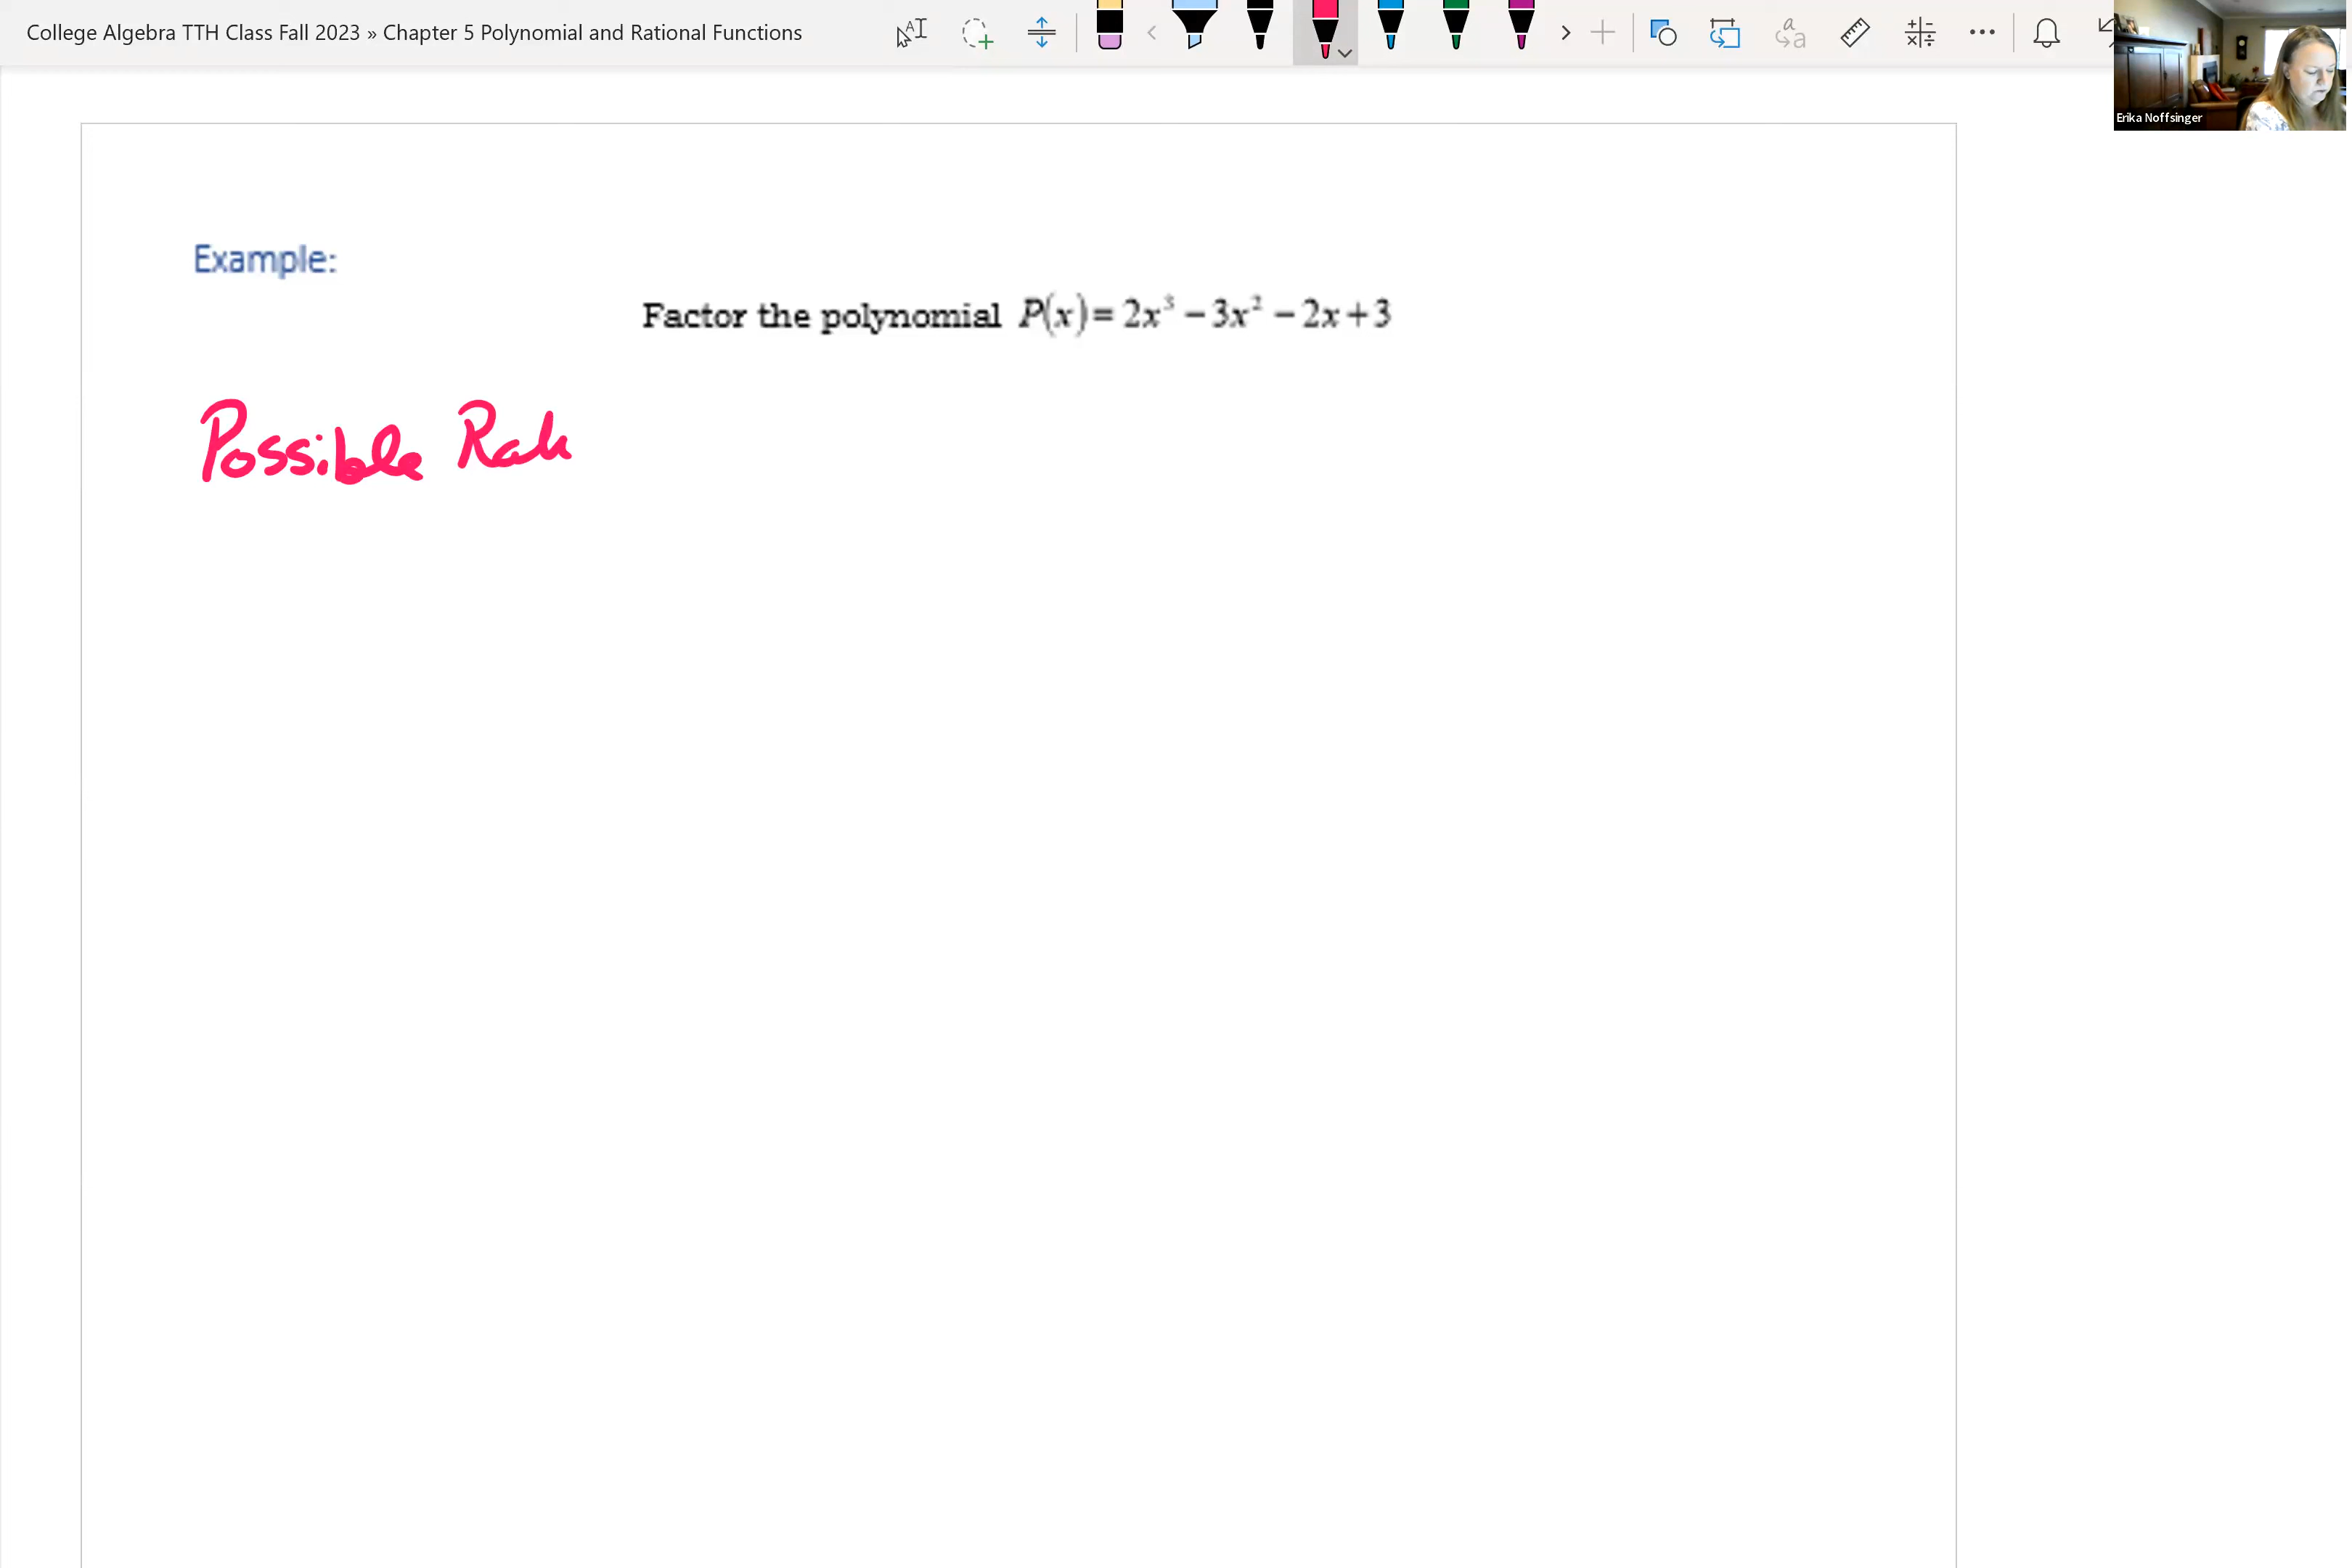 College Algebra TTH Class Fall 2023 » Chapter 5 Polynomial and Rational Functions
Erika Noffsinger
Example:
Factor the polynomial P(x) = 2x³ − 3x² − 2x + 3
Possible